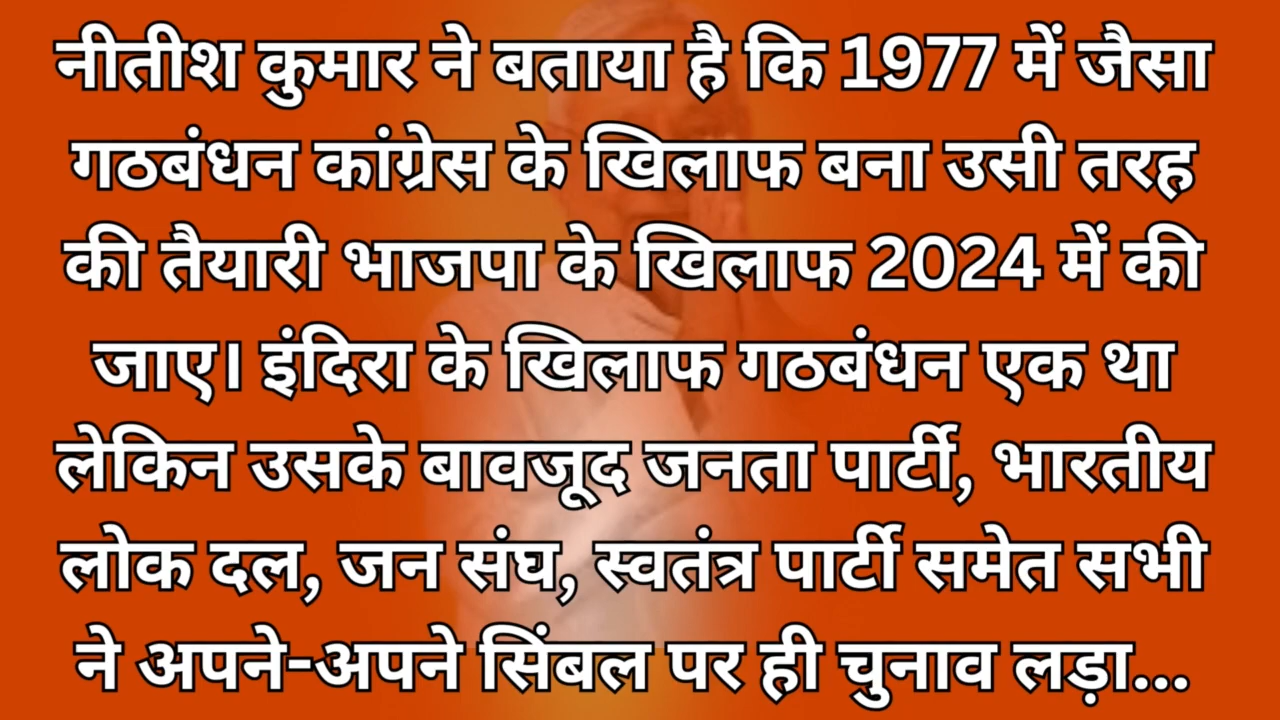 नीतीश कुमार ने बताया है कि 1977 में जैसा
गठबंधन कांग्रेस के खिलाफ बना उसी तरह
की तैयारी भाजपा के खिलाफ 2024 में की
जाए। इंदिरा के खिलाफ गठबंधन एक था
लेकिन उसके बावजूद जनता पार्टी, भारतीय
लोक दल, जन संघ, स्वतंत्र पार्टी समेत सभी
ने अपने-अपने सिंबल पर ही चुनाव लड़ा...